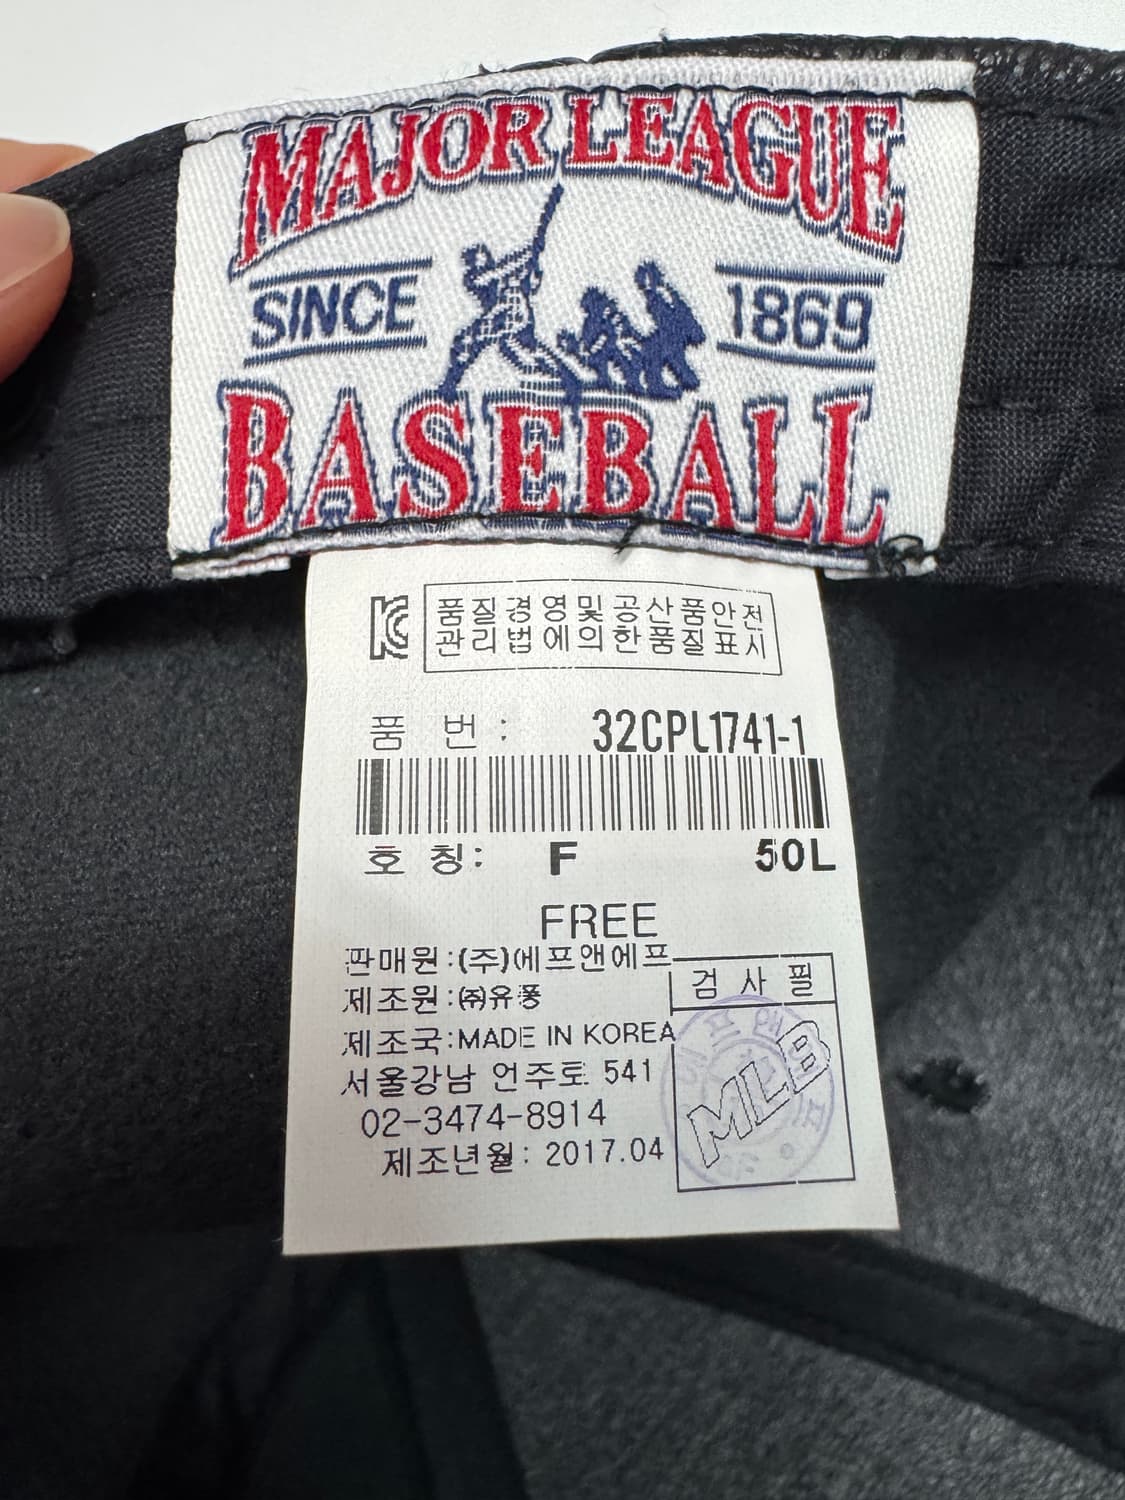 MAJOR LEAGUE
SINCE 1869
BASEBALL
품질경영및공산품안전
관리법에의한품질표시
품 번 : 32CPL1741-1
호 칭: F 50L
FREE
판매원:(주)에프앤에프
제조원:㈜유풍
제조국:MADE IN KOREA
서울강남 언주로 541
02-3474-8914
제조년월: 2017.04
검 사 필
MLB